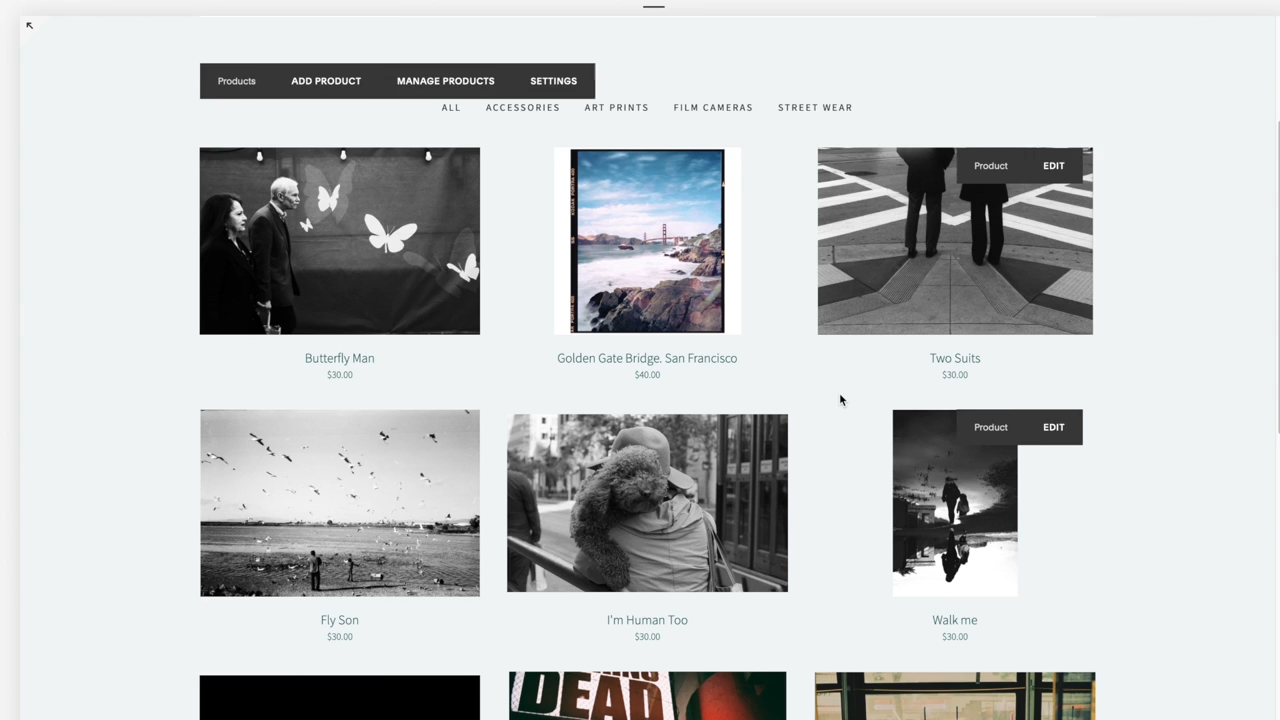 Products ADD PRODUCT MANAGE PRODUCTS SETTINGS
ALL ACCESSORIES ART PRINTS FILM CAMERAS STREET WEAR
Product EDIT
Butterfly Man
$30.00
Golden Gate Bridge. San Francisco
$40.00
Two Suits
$30.00
Product EDIT
Fly Son
$30.00
I'm Human Too
$30.00
Walk me
$30.00
DEAD